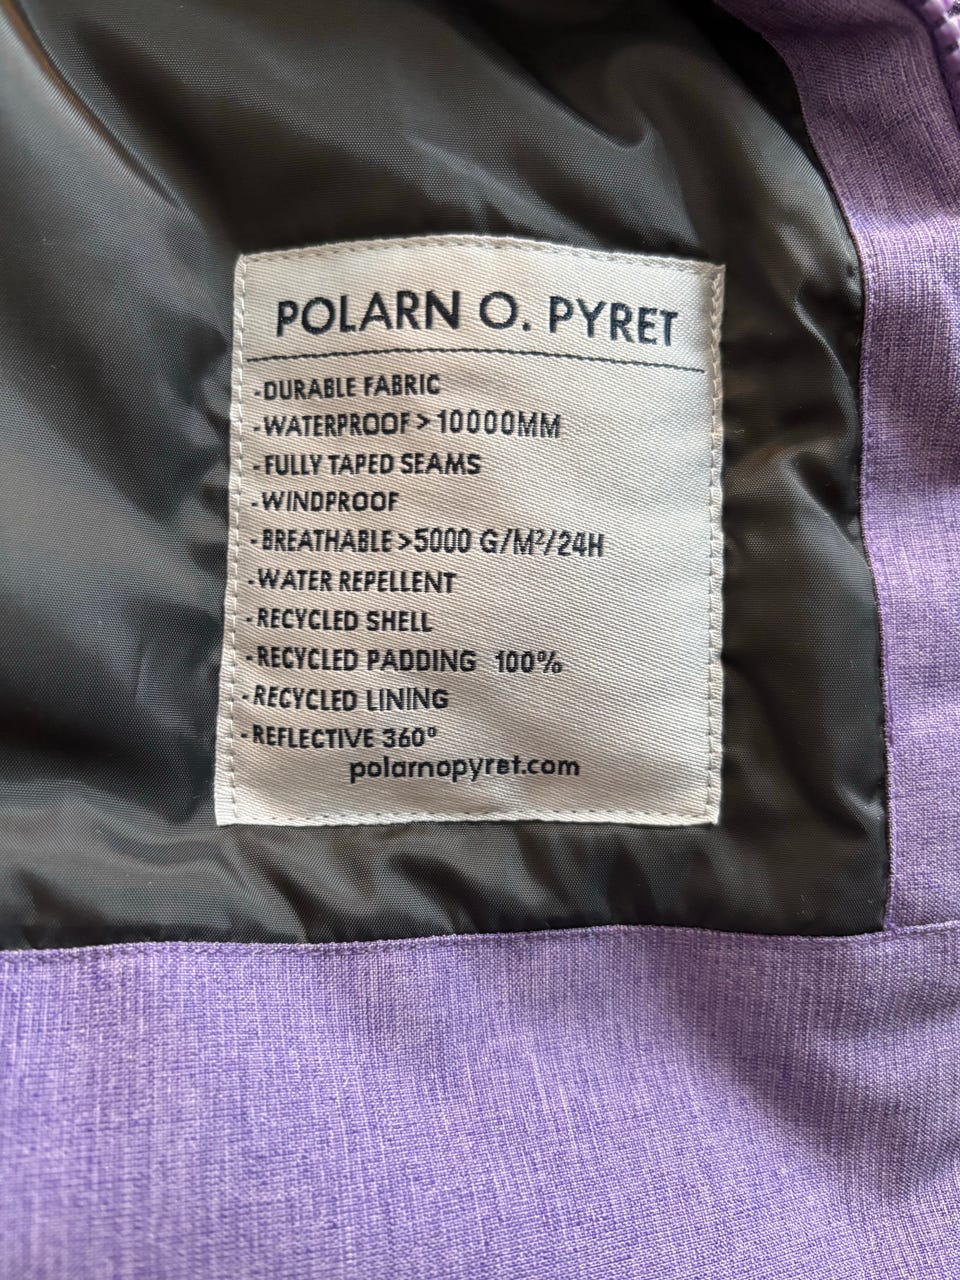 POLARN O. PYRET
-DURABLE FABRIC
-WATERPROOF > 10000MM
-FULLY TAPED SEAMS
-WINDPROOF
-BREATHABLE >5000 G/M²/24H
-WATER REPELLENT
-RECYCLED SHELL
-RECYCLED PADDING 100%
-RECYCLED LINING
-REFLECTIVE 360°
polarnopyret.com